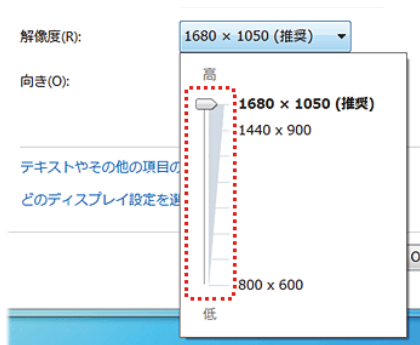 解像度(R):
1680 × 1050 (推奨)
向き(O):
高
1680 × 1050 (推奨)
1440 × 900
テキストやその他の項目の
どのディスプレイ設定を選
800 × 600
低
O